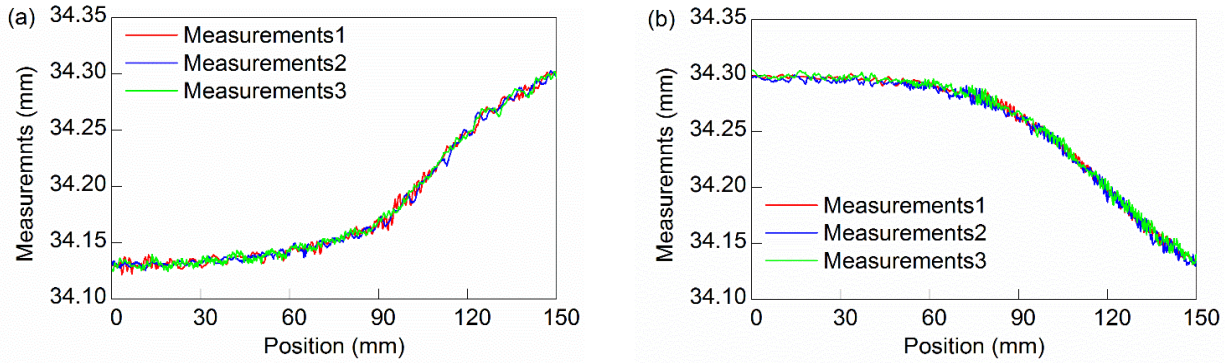 (a)
34.35
34.30
34.25
34.20
34.15
34.10
Measuremnts (mm)
Measurements1
Measurements2
Measurements3
0 30 60 90 120 150
Position (mm)
(b)
34.35
34.30
34.25
34.20
34.15
34.10
Measuremnts (mm)
Measurements1
Measurements2
Measurements3
0 30 60 90 120 150
Position (mm)